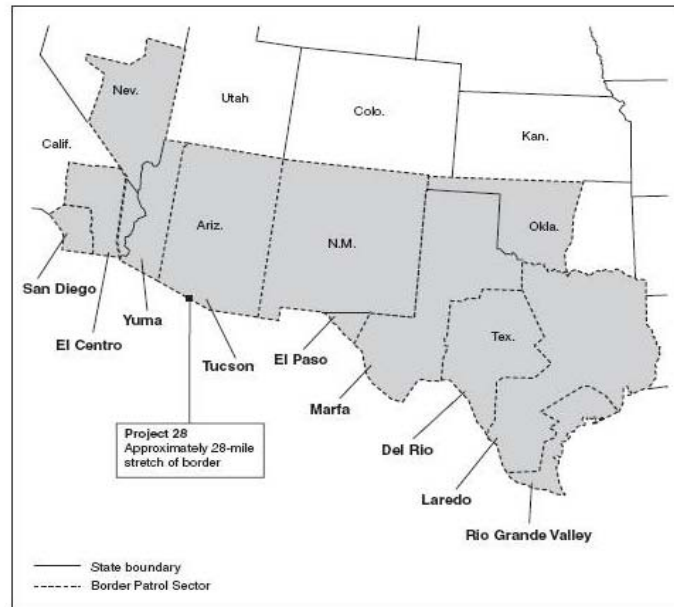 Nev.
Utah
Colo.
Kan.
Calif.
Ariz.
N.M.
Okla.
San Diego
El Centro
Yuma
Tucson
El Paso
Tex.
Marfa
Del Rio
Laredo
Rio Grande Valley
Project 28
Approximately 28-mile
stretch of border
State boundary
Border Patrol Sector